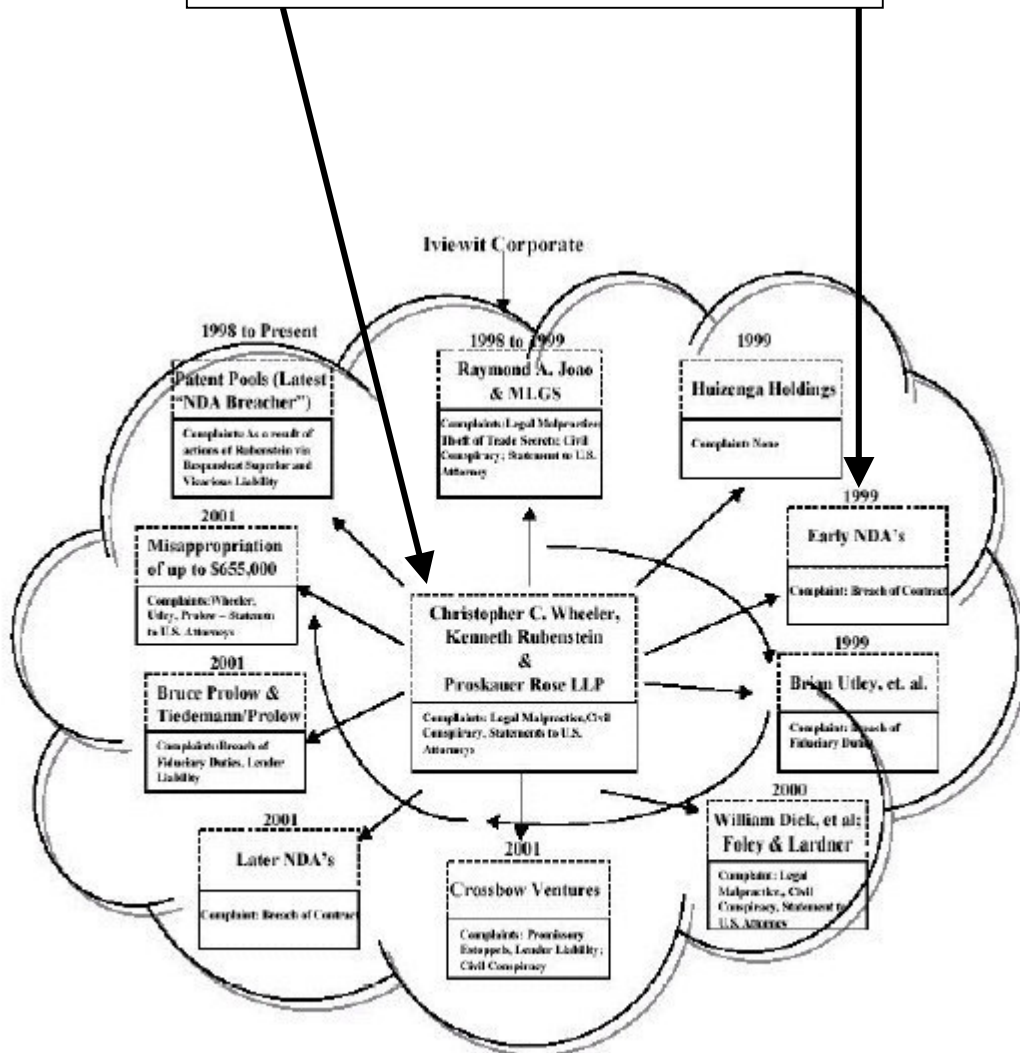 Iviewit Corporate
1998 to Present
Patent Pools (Latest
"NDA Breacher")
Complaint: As a result of
actions of Rubenstein via
Respondeat Superior and
Vicarious Liability
1998 to 1999
Raymond A. Joao
& MLGS
Complaints: Legal Malpractice
Theft of Trade Secrets; Civil
Conspiracy; Statement to U.S.
Attorney
1999
Huizenga Holdings
Complaint: None
1999
Early NDA's
Complaint: Breach of Contract
2001
Misappropriation
of up to $655,000
Complaints: Wheeler,
Utley, Prolow – Statements
to U.S. Attorneys
Christopher C. Wheeler,
Kenneth Rubenstein
&
Proskauer Rose LLP
Complaints: Legal Malpractice, Civil
Conspiracy, Statements to U.S.
Attorneys
1999
Brian Utley, et. al.
Complaint: Breach of
Fiduciary Duties
2001
Bruce Prolow &
Tiedemann/Prolow
Complaints: Breach of
Fiduciary Duties, Lender
Liability
2000
William Dick, et al;
Foley & Lardner
Complaint: Legal
Malpractice, Civil
Conspiracy, Statement to
U.S. Attorney
2001
Later NDA's
Complaint: Breach of Contract
2001
Crossbow Ventures
Complaints: Promissory
Estoppels, Lender Liability;
Civil Conspiracy